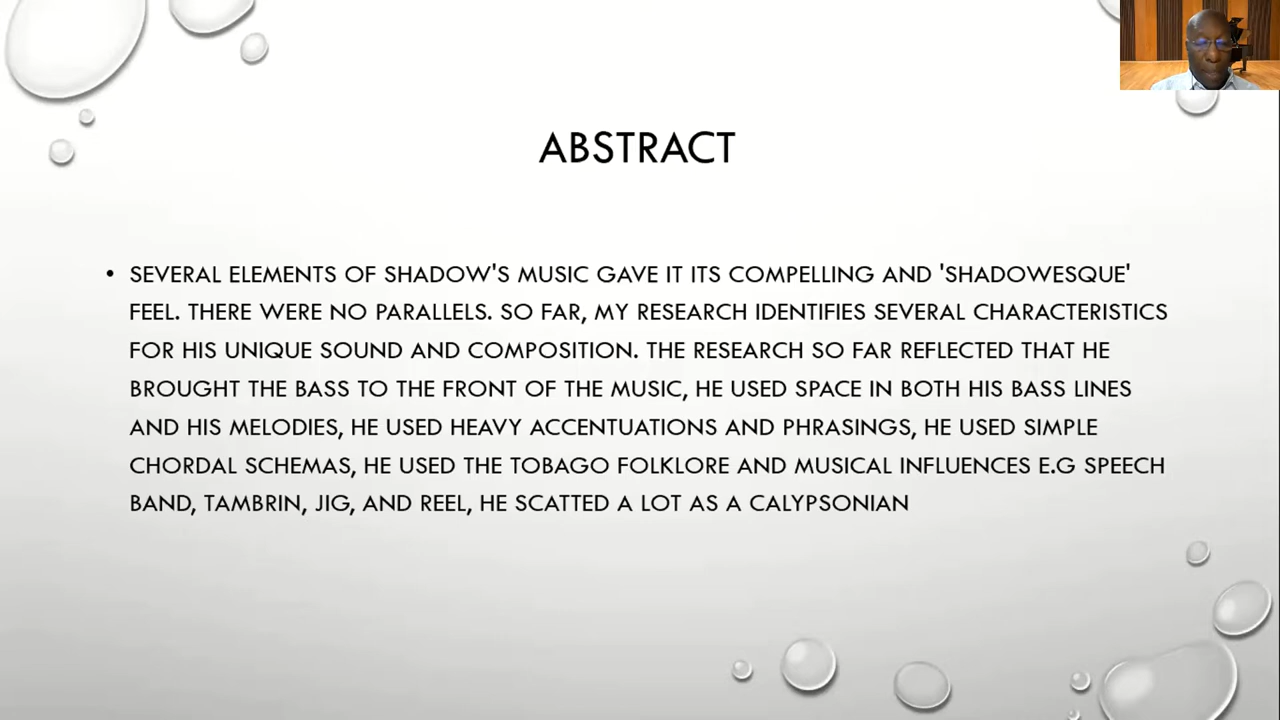 ABSTRACT
• SEVERAL ELEMENTS OF SHADOW'S MUSIC GAVE IT ITS COMPELLING AND 'SHADOWESQUE'
FEEL. THERE WERE NO PARALLELS. SO FAR, MY RESEARCH IDENTIFIES SEVERAL CHARACTERISTICS
FOR HIS UNIQUE SOUND AND COMPOSITION. THE RESEARCH SO FAR REFLECTED THAT HE
BROUGHT THE BASS TO THE FRONT OF THE MUSIC, HE USED SPACE IN BOTH HIS BASS LINES
AND HIS MELODIES, HE USED HEAVY ACCENTUATIONS AND PHRASINGS, HE USED SIMPLE
CHORDAL SCHEMAS, HE USED THE TOBAGO FOLKLORE AND MUSICAL INFLUENCES E.G SPEECH
BAND, TAMBRIN, JIG, AND REEL, HE SCATTED A LOT AS A CALYPSONIAN